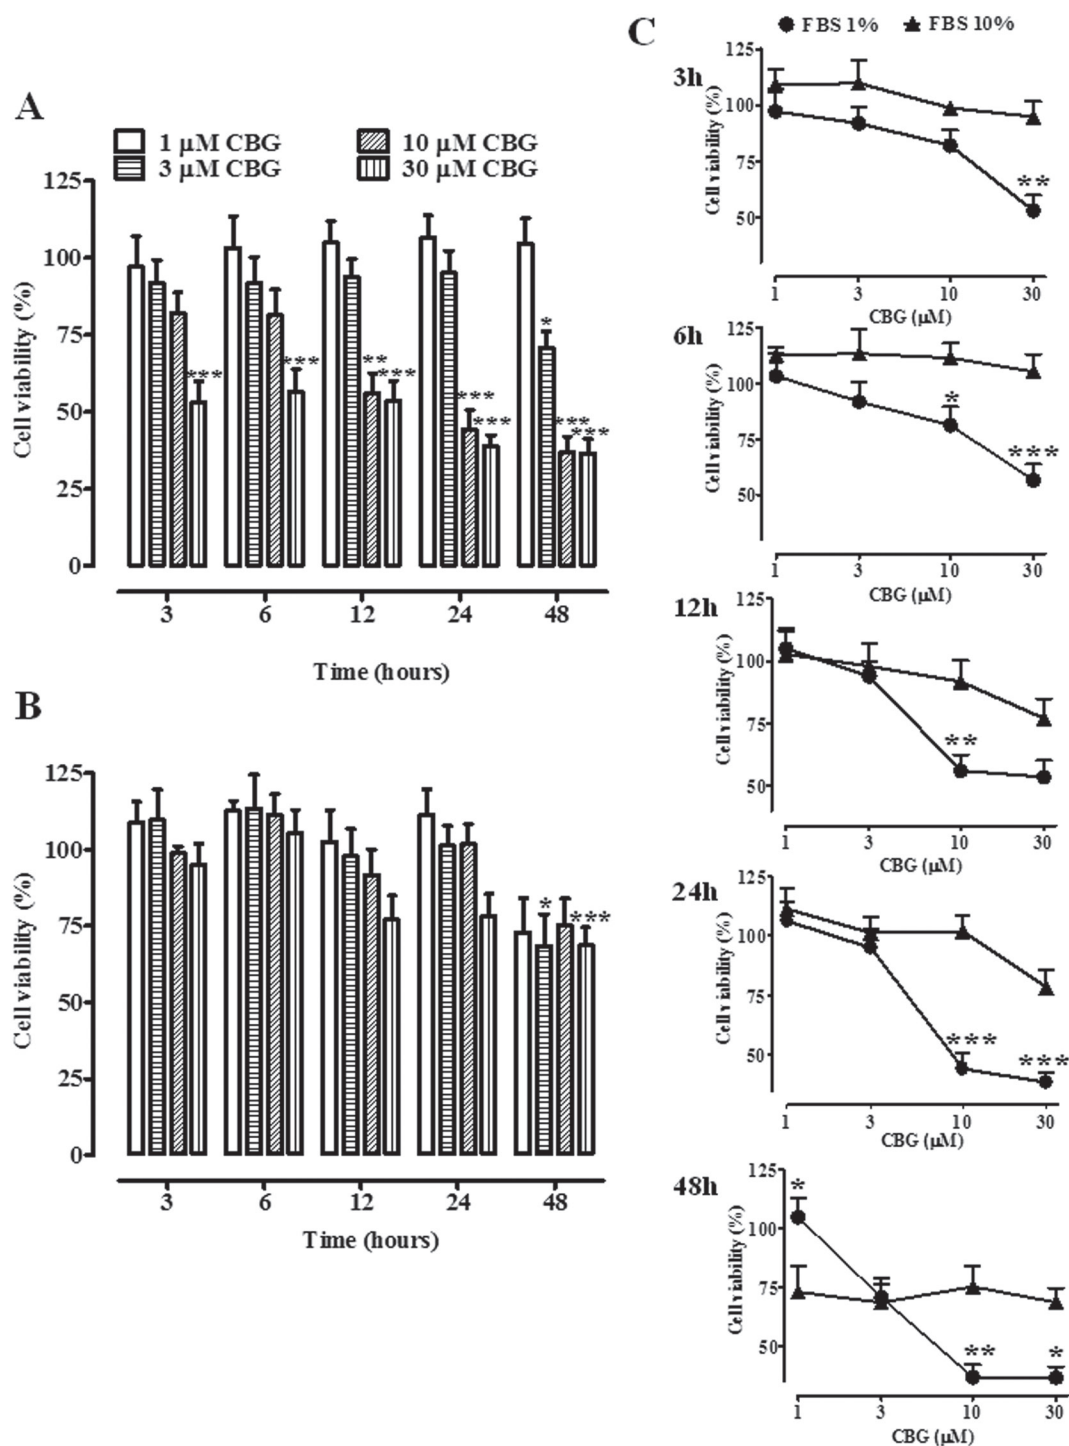 A
1 μM CBG
10 μM CBG
3 μM CBG
30 μM CBG
125
100
75
50
25
0
Cell viability (%)
***
***
**
***
***
***
*
***
***
3 6 12 24 48
Time (hours)
B
125
100
75
50
25
0
Cell viability (%)
*
***
3 6 12 24 48
Time (hours)
C
FBS 1% FBS 10%
3h
125
100
75
50
Cell viability (%)
**
1 3 10 30
CBG (μM)
6h
125
100
75
50
Cell viability (%)
*
***
1 3 10 30
CBG (μM)
12h
125
100
75
50
Cell viability (%)
**
1 3 10 30
CBG (μM)
24h
125
100
75
50
Cell viability (%)
***
***
1 3 10 30
CBG (μM)
48h
125
100
75
50
Cell viability (%)
*
**
*
1 3 10 30
CBG (μM)